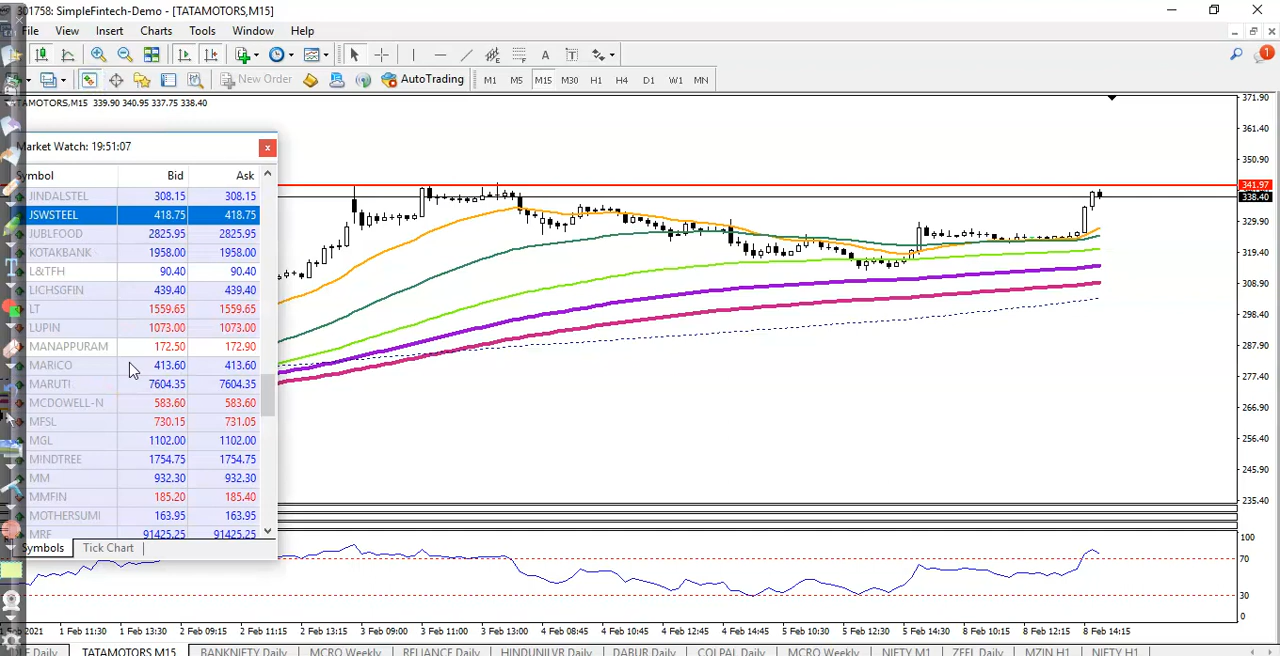 301758: SimpleFintech-Demo - [TATAMOTORS,M15]
File View Insert Charts Tools Window Help
New Order AutoTrading M1 M5 M15 M30 H1 H4 D1 W1 MN
1
339.90 340.95 337.75 338.40
Market Watch: 19:51:07
Symbol Bid Ask
JINDALSTEL 308.15 308.15
JSWSTEEL 418.75 418.75
JUBLFOOD 2825.95 2825.95
KOTAKBANK 1958.00 1958.00
L&TFH 90.40 90.40
LICHSGFIN 439.40 439.40
LT 1559.65 1559.65
LUPIN 1073.00 1073.00
MANAPPURAM 172.50 172.90
MARICO 413.60 413.60
MARUTI 7604.35 7604.35
MCDOWELL-N 583.60 583.60
MFSL 730.15 731.05
MGL 1102.00 1102.00
MINDTREE 1754.75 1754.75
MM 932.30 932.30
MMFIN 185.20 185.40
MOTHERSUMI 163.95 163.95
MRF 91425.25 91425.25
Symbols Tick Chart
371.90
361.40
350.90
341.97
338.40
329.90
319.40
308.90
298.40
287.90
277.40
266.90
256.40
245.90
235.40
100
70
30
0
2021 1 Feb 11:30 1 Feb 13:30 2 Feb 09:15 2 Feb 11:15 2 Feb 13:15 3 Feb 09:00 3 Feb 11:00 3 Feb 13:00 4 Feb 08:45 4 Feb 10:45 4 Feb 12:45 4 Feb 14:45 5 Feb 10:30 5 Feb 12:30 5 Feb 14:30 8 Feb 10:15 8 Feb 12:15 8 Feb 14:15
Daily TATAMOTORS,M15 BANKNIFTY,Daily MCRO,Weekly RELIANCE,Daily HINDUNILVR,Daily DABUR,Daily COLPAL,Daily MCRO,Weekly NIFTY,M1 ZEEL,Daily MZIN,H1 NIFTY,H1